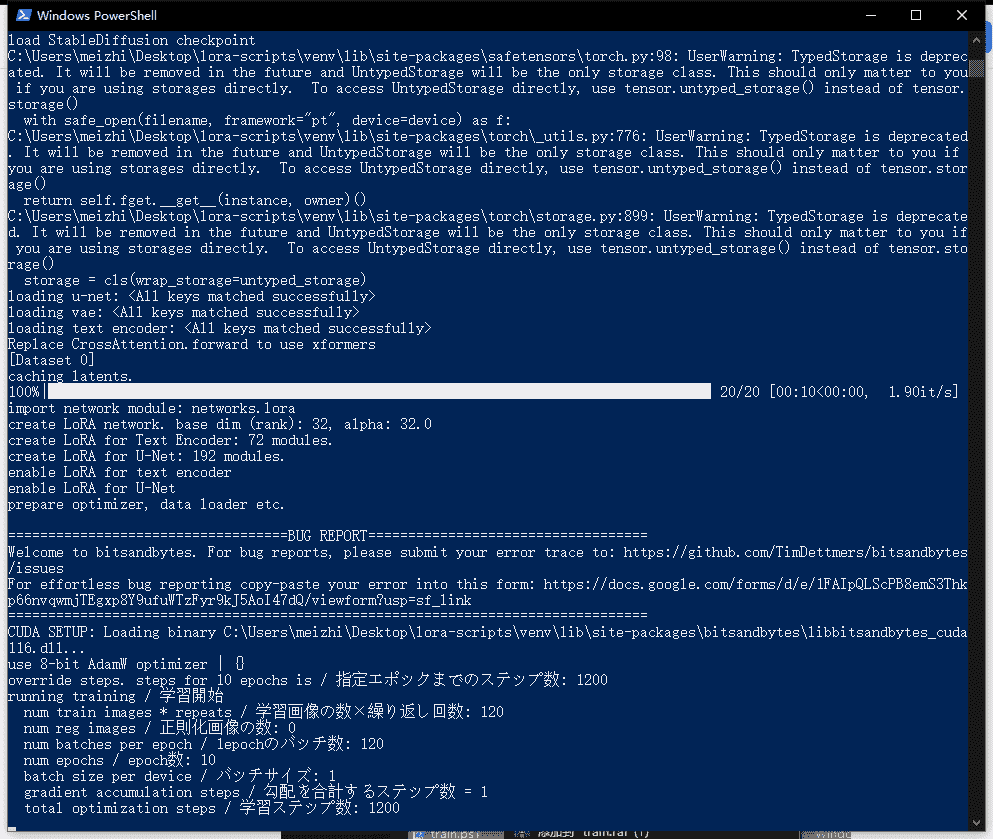 Windows PowerShell
load StableDiffusion checkpoint
C:\Users\meizhi\Desktop\lora-scripts\venv\lib\site-packages\safetensors\torch.py:98: UserWarning: TypedStorage is deprec
ated. It will be removed in the future and UntypedStorage will be the only storage class. This should only matter to you
 if you are using storages directly.  To access UntypedStorage directly, use tensor.untyped_storage() instead of tensor.
storage()
  with safe_open(filename, framework="pt", device=device) as f:
C:\Users\meizhi\Desktop\lora-scripts\venv\lib\site-packages\torch\_utils.py:776: UserWarning: TypedStorage is deprecated
. It will be removed in the future and UntypedStorage will be the only storage class. This should only matter to you if
you are using storages directly.  To access UntypedStorage directly, use tensor.untyped_storage() instead of tensor.stor
age()
  return self.fget.__get__(instance, owner)()
C:\Users\meizhi\Desktop\lora-scripts\venv\lib\site-packages\torch\storage.py:899: UserWarning: TypedStorage is deprecate
d. It will be removed in the future and UntypedStorage will be the only storage class. This should only matter to you if
 you are using storages directly.  To access UntypedStorage directly, use tensor.untyped_storage() instead of tensor.sto
rage()
  storage = cls(wrap_storage=untyped_storage)
loading u-net: <All keys matched successfully>
loading vae: <All keys matched successfully>
loading text encoder: <All keys matched successfully>
Replace CrossAttention.forward to use xformers
[Dataset 0]
caching latents.
100%| 20/20 [00:10<00:00,  1.90it/s]
import network module: networks.lora
create LoRA network. base dim (rank): 32, alpha: 32.0
create LoRA for Text Encoder: 72 modules.
create LoRA for U-Net: 192 modules.
enable LoRA for text encoder
enable LoRA for U-Net
prepare optimizer, data loader etc.
===================================BUG REPORT===================================
Welcome to bitsandbytes. For bug reports, please submit your error trace to: https://github.com/TimDettmers/bitsandbytes
/issues
For effortless bug reporting copy-paste your error into this form: https://docs.google.com/forms/d/e/1FAIpQLScPB8emS3Thk
p66nvqwmjTEgxp8Y9ufuWTzFyr9kJ5AoI47dQ/viewform?usp=sf_link
================================================================================
CUDA SETUP: Loading binary C:\Users\meizhi\Desktop\lora-scripts\venv\lib\site-packages\bitsandbytes\libbitsandbytes_cuda
116.dll...
use 8-bit AdamW optimizer | {}
override steps. steps for 10 epochs is / 指定エポックまでのステップ数: 1200
running training / 学習開始
  num train images * repeats / 学習画像の数×繰り返し回数: 120
  num reg images / 正則化画像の数: 0
  num batches per epoch / 1epochのバッチ数: 120
  num epochs / epoch数: 10
  batch size per device / バッチサイズ: 1
  gradient accumulation steps / 勾配を合計するステップ数 = 1
  total optimization steps / 学習ステップ数: 1200